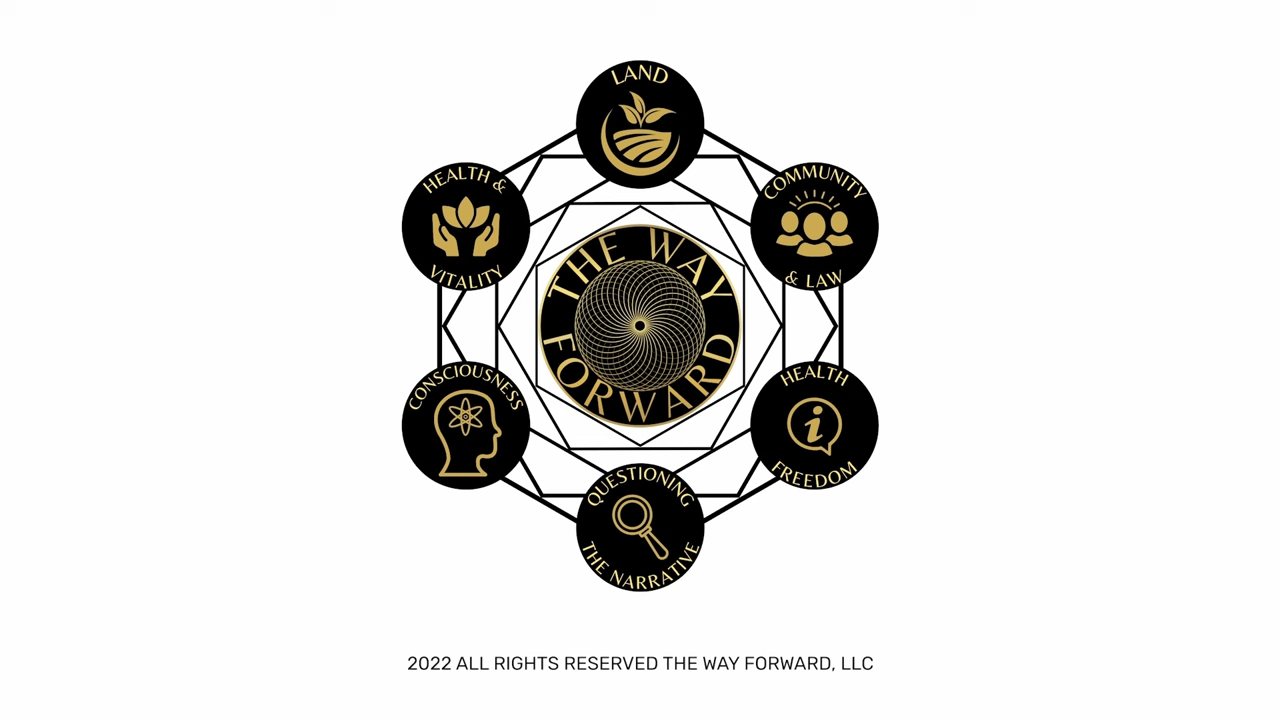 LAND
HEALTH &
VITALITY
COMMUNITY
& LAW
THE WAY
FORWARD
CONSCIOUSNESS
HEALTH
FREEDOM
QUESTIONING
THE NARRATIVE
2022 ALL RIGHTS RESERVED THE WAY FORWARD, LLC